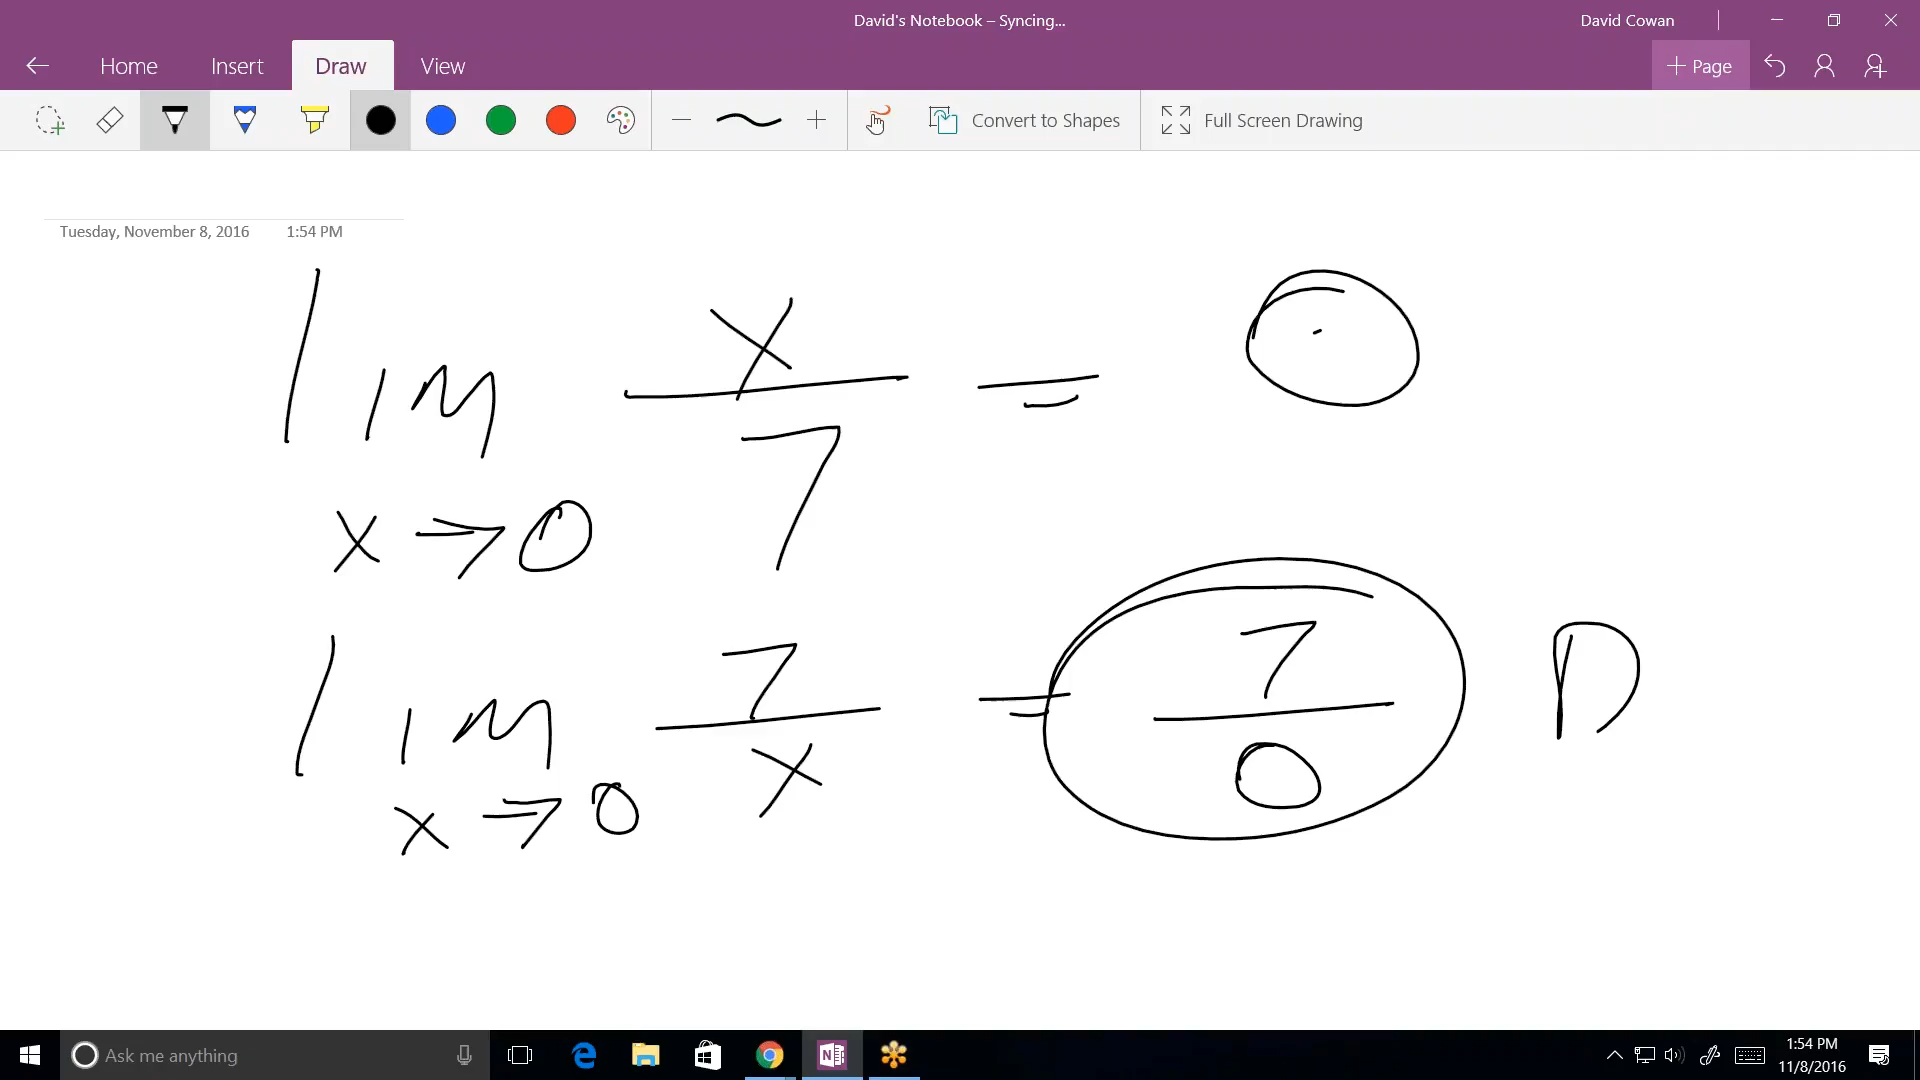 David's Notebook – Syncing...
David Cowan
Home Insert Draw View
+ Page
Convert to Shapes
Full Screen Drawing
Tuesday, November 8, 2016 1:54 PM
lim x/7 = 0
x → 0
lim 7/x = 7/0 D
x → 0
Ask me anything
1:54 PM
11/8/2016